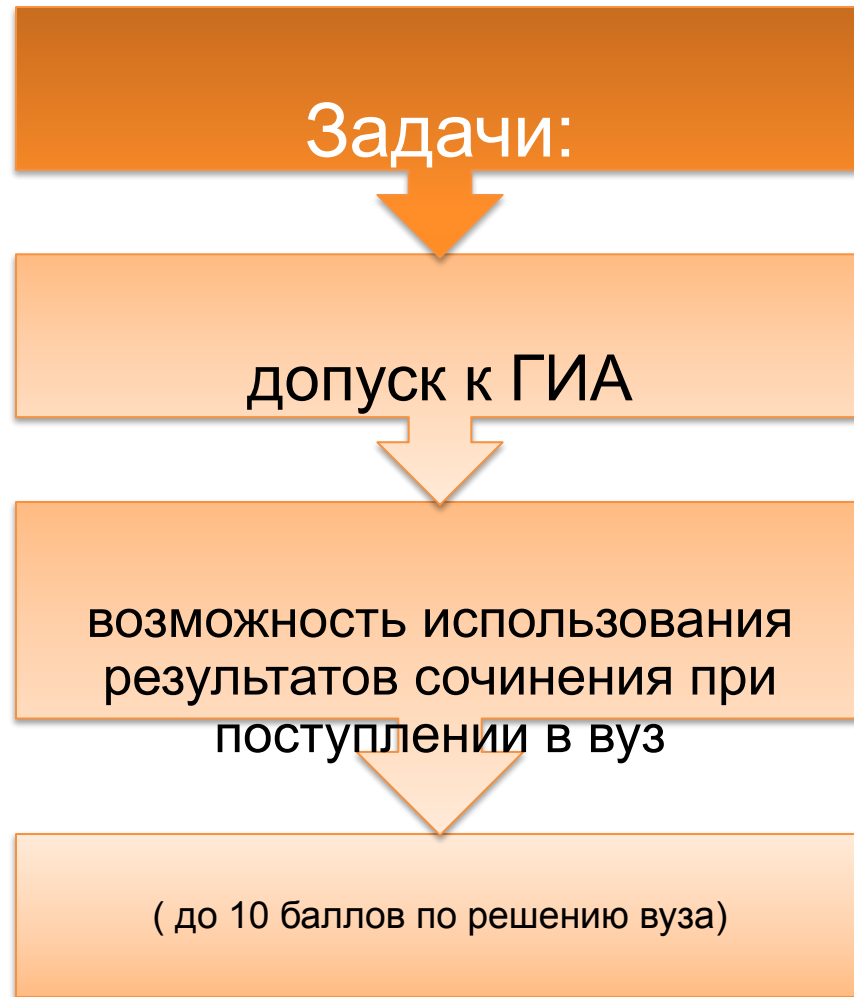 Задачи:
допуск к ГИА
возможность использования
результатов сочинения при
поступлении в вуз
( до 10 баллов по решению вуза)